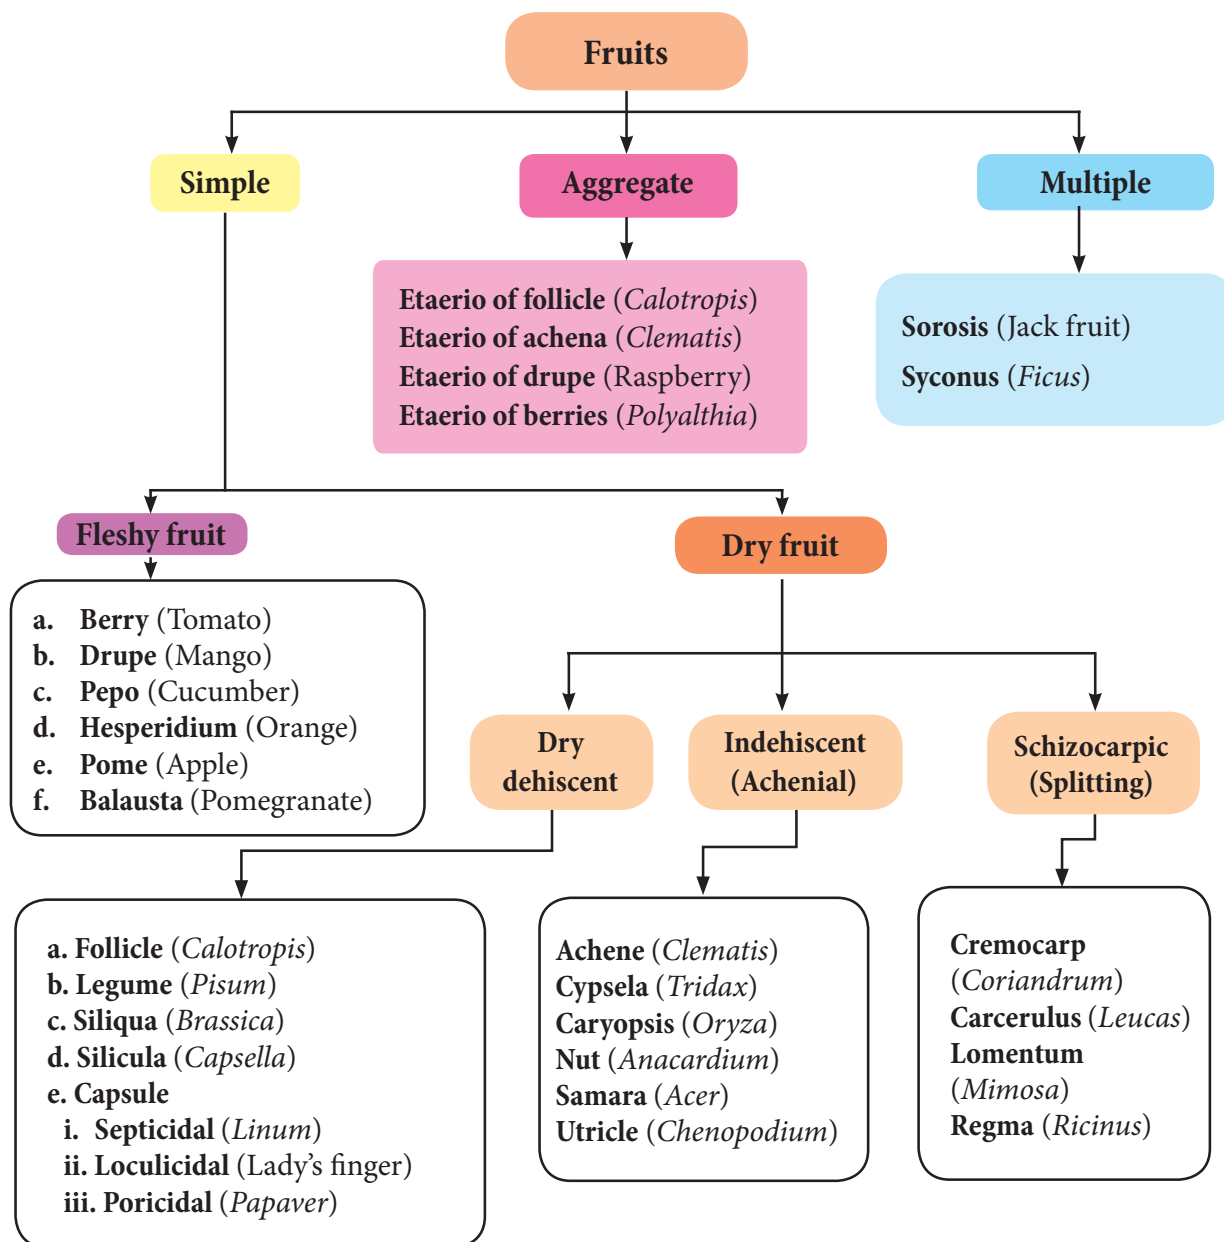 Fruits
Simple
Aggregate
Multiple
Etaerio of follicle (Calotropis)
Etaerio of achena (Clematis)
Etaerio of drupe (Raspberry)
Etaerio of berries (Polyalthia)
Sorosis (Jack fruit)
Syconus (Ficus)
Fleshy fruit
Dry fruit
a. Berry (Tomato)
b. Drupe (Mango)
c. Pepo (Cucumber)
d. Hesperidium (Orange)
e. Pome (Apple)
f. Balausta (Pomegranate)
Dry
dehiscent
Indehiscent
(Achenial)
Schizocarpic
(Splitting)
a. Follicle (Calotropis)
b. Legume (Pisum)
c. Siliqua (Brassica)
d. Silicula (Capsella)
e. Capsule
i. Septicidal (Linum)
ii. Loculicidal (Lady’s finger)
iii. Poricidal (Papaver)
Achene (Clematis)
Cypsela (Tridax)
Caryopsis (Oryza)
Nut (Anacardium)
Samara (Acer)
Utricle (Chenopodium)
Cremocarp
(Coriandrum)
Carcerulus (Leucas)
Lomentum
(Mimosa)
Regma (Ricinus)